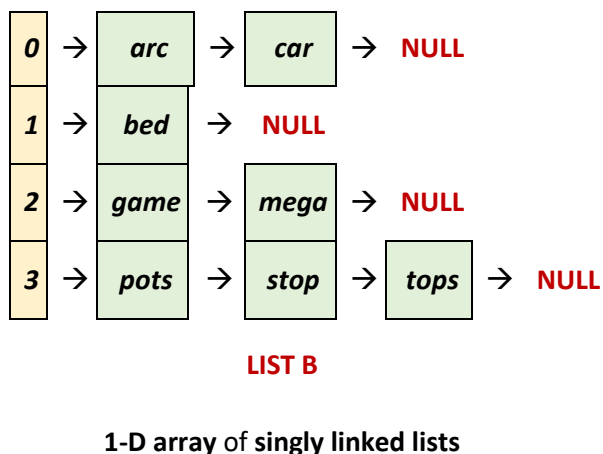 0 → arc → car → NULL
1 → bed → NULL
2 → game → mega → NULL
3 → pots → stop → tops → NULL
LIST B
1-D array of singly linked lists